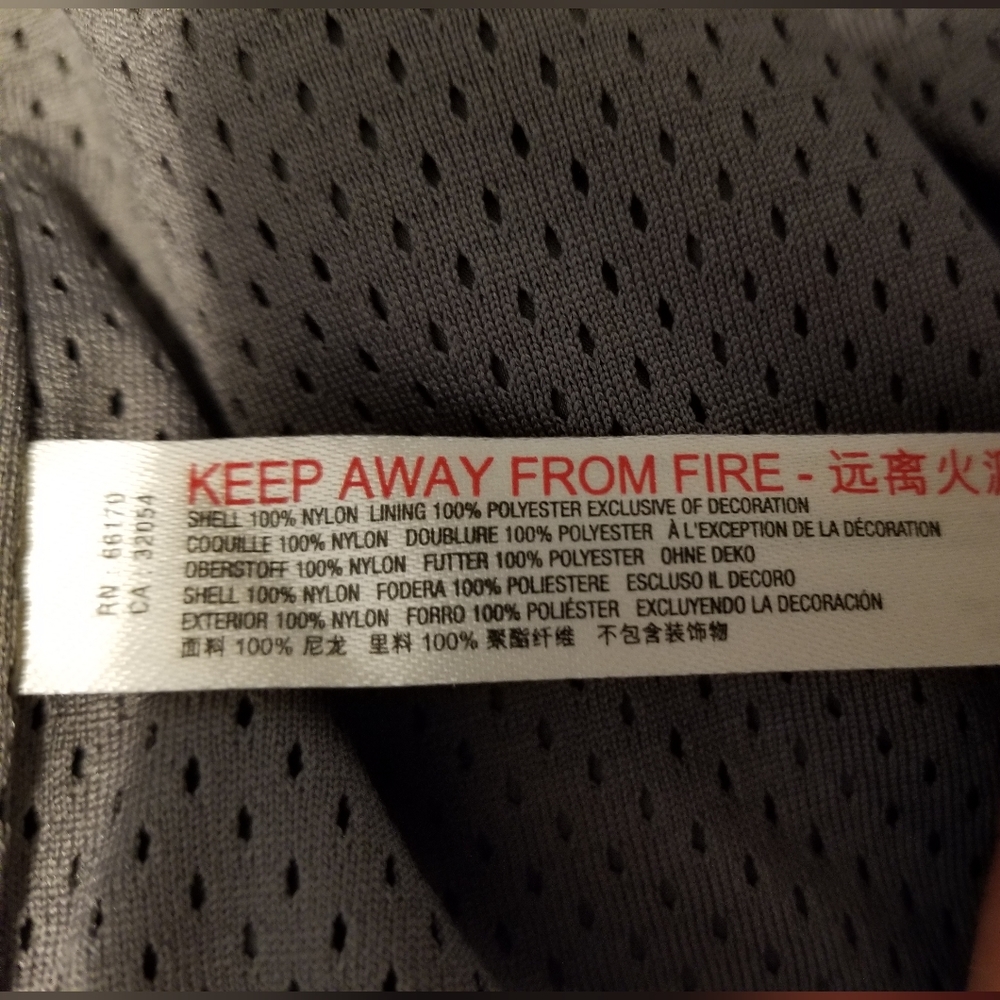 KEEP AWAY FROM FIRE - 远离火源
SHELL 100% NYLON LINING 100% POLYESTER EXCLUSIVE OF DECORATION
COQUILLE 100% NYLON DOUBLURE 100% POLYESTER À L'EXCEPTION DE LA DÉCORATION
OBERSTOFF 100% NYLON FUTTER 100% POLYESTER OHNE DEKO
SHELL 100% NYLON FODERA 100% POLIESTERE ESCLUSO IL DECORO
EXTERIOR 100% NYLON FORRO 100% POLIÉSTER EXCLUYENDO LA DECORACIÓN
面料 100% 尼龙 里料 100% 聚酯纤维 不包含装饰物
RN 66170
CA 32054